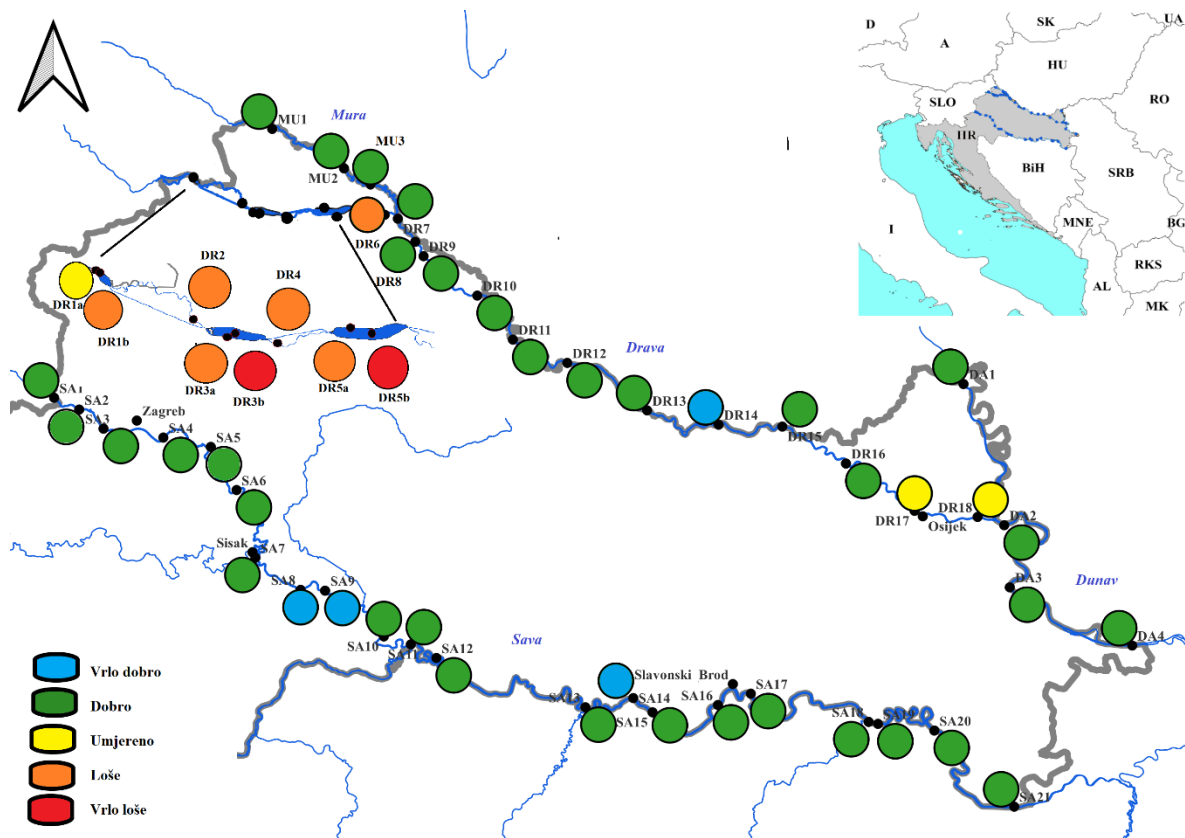 D
A
SK
UA
HU
SLO
RO
HR
BiH
SRB
I
MNE
BG
RKS
AL
MK
Mura
MU1
MU2
MU3
DR6
DR7
DR8
DR9
DR10
DR11
DR12
Drava
DR13
DR14
DR15
DR16
DR17
Osijek
DR18
DR1a
DR1b
DR2
DR4
DR3a
DR3b
DR5a
DR5b
DA1
DA2
DA3
Dunav
DA4
SA1
SA2
SA3
Zagreb
SA4
SA5
SA6
Sisak
SA7
SA8
SA9
SA10
SA11
SA12
Sava
SA13
Slavonski Brod
SA14
SA15
SA16
SA17
SA18
SA19
SA20
SA21
Vrlo dobro
Dobro
Umjereno
Loše
Vrlo loše